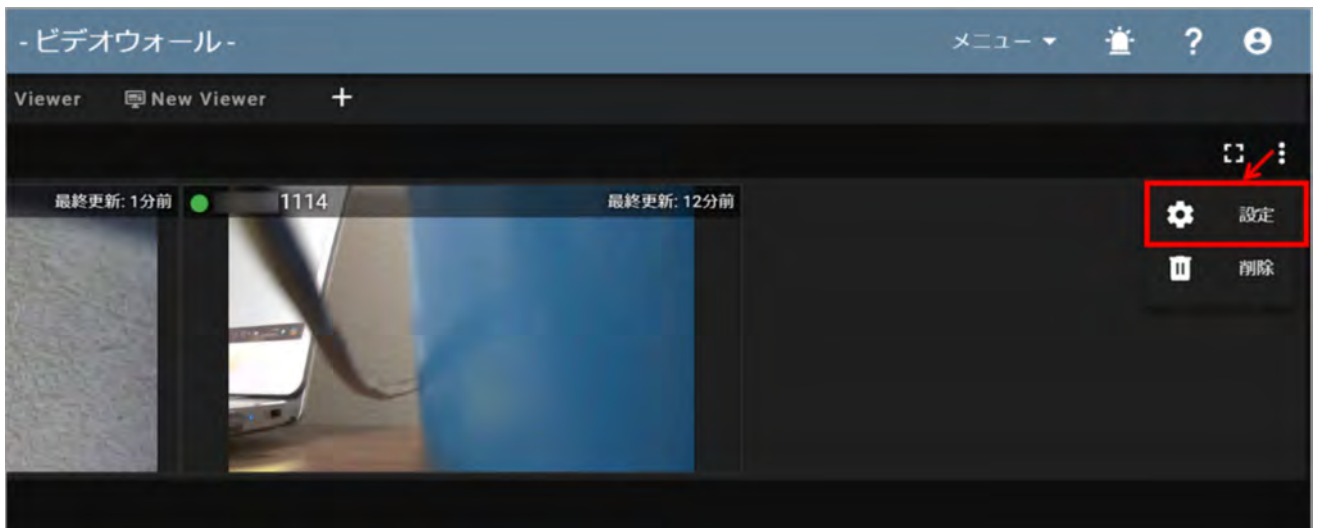 - ビデオウォール -
メニュー
?
Viewer
New Viewer
+
最終更新: 1分前
1114
最終更新: 12分前
設定
削除